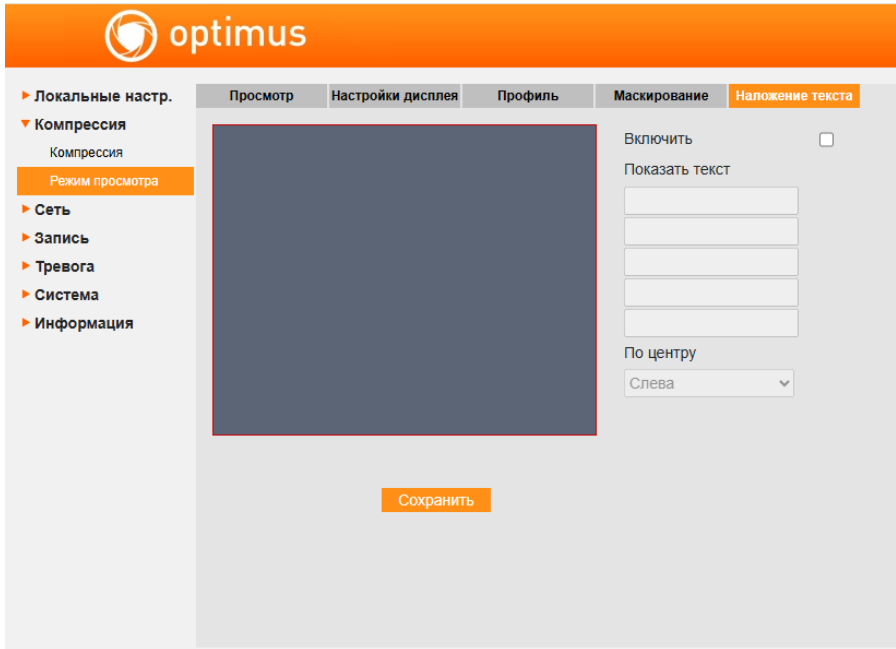 optimus
Локальные настр.
Компрессия
Компрессия
Режим просмотра
Сеть
Запись
Тревога
Система
Информация
Просмотр Настройки дисплея Профиль Маскирование Наложение текста
Включить
Показать текст
По центру
Слева
Сохранить